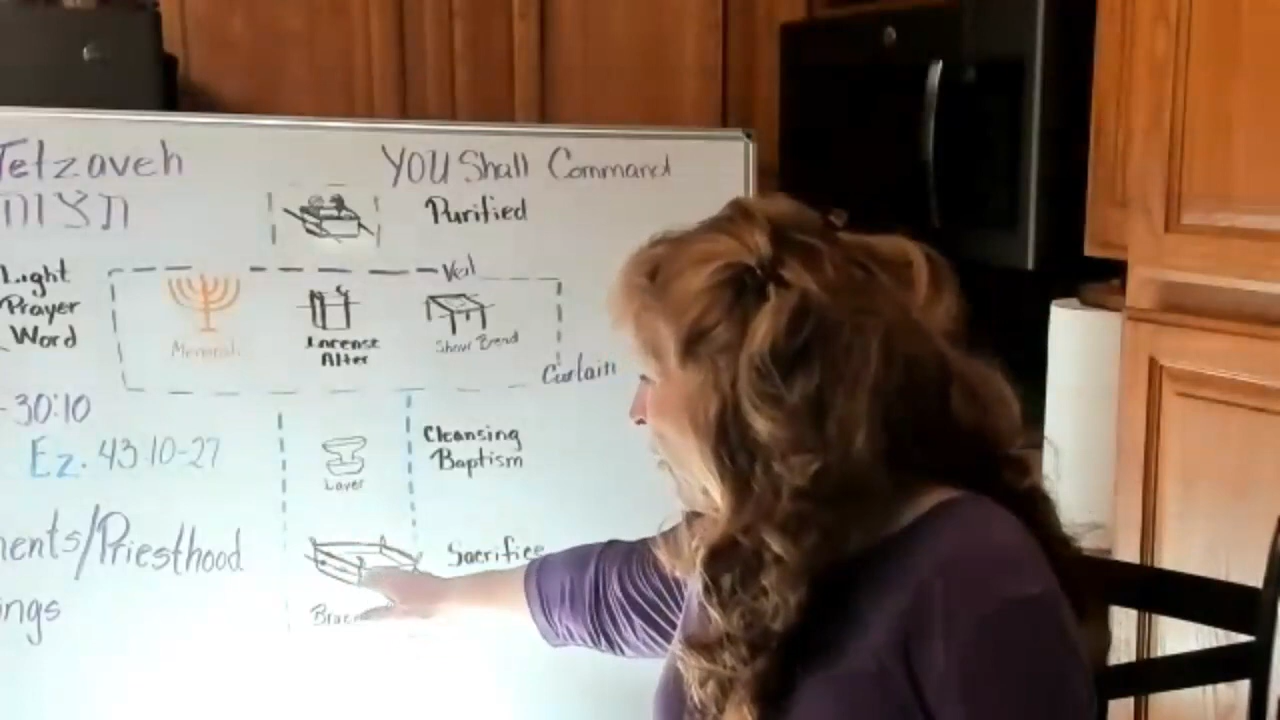 Tetzaveh
YOU Shall Command
תצוה
Purified
Light
Prayer
Word
Veil
Menorah
Incense
Alter
Show Bread
Curtain
-30:10
Ez. 43:10-27
Cleansing
Baptism
Laver
ments/Priesthood
Sacrifice
ngs